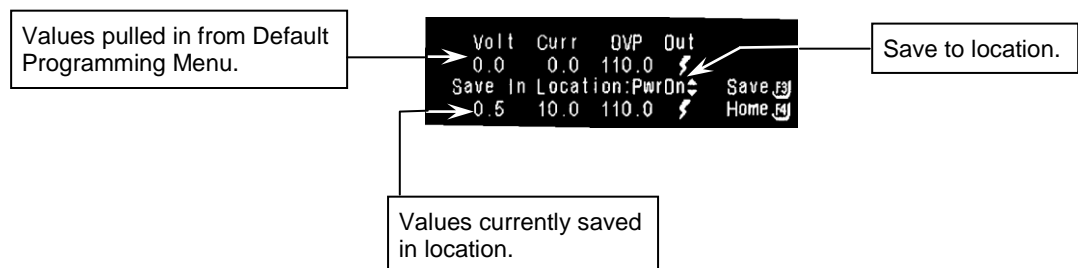 Values pulled in from Default
Programming Menu.
Volt Curr OVP Out
0.0 0.0 110.0
Save In Location:PwrOn Save F3
0.5 10.0 110.0 Home F4
Save to location.
Values currently saved
in location.